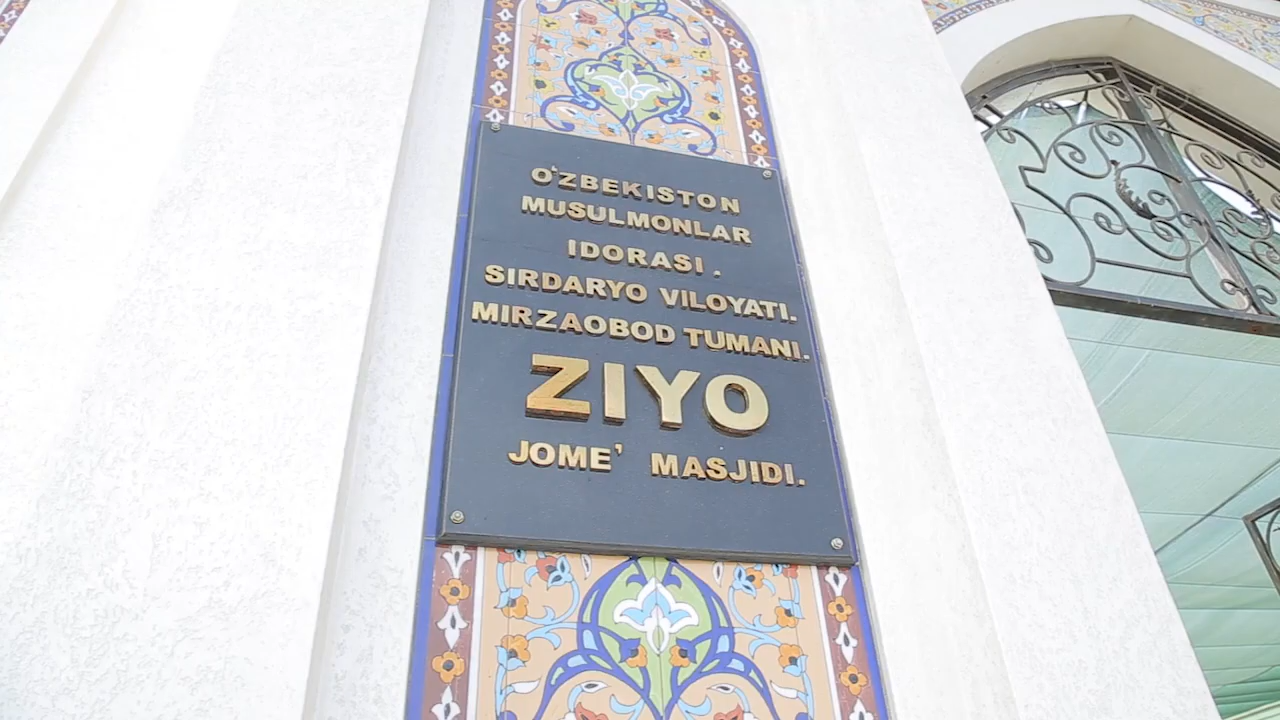 O'ZBEKISTON
MUSULMONLAR
IDORASI.
SIRDARYO VILOYATI.
MIRZAOBOD TUMANI.
ZIYO
JOME' MASJIDI.